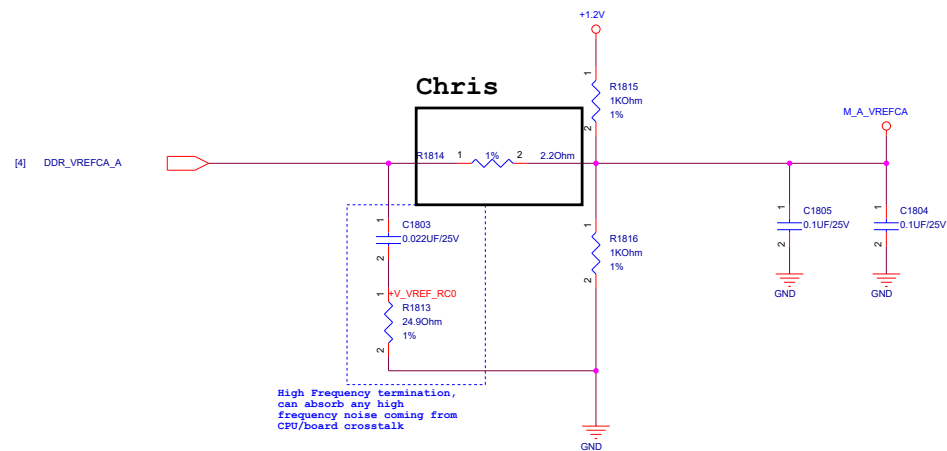 +1.2V
Chris
1
R1815
1KOhm
1%
2
M_A_VREFCA
[4] DDR_VREFCA_A
R1814 1 1% 2 2.2Ohm
1
C1803
0.022UF/25V
2
1
R1816
1KOhm
1%
2
1
C1805
0.1UF/25V
2
GND
1
C1804
0.1UF/25V
2
GND
1
+V_VREF_RC0
R1813
24.9Ohm
1%
2
High Frequency termination,
can absorb any high
frequency noise coming from
CPU/board crosstalk
GND